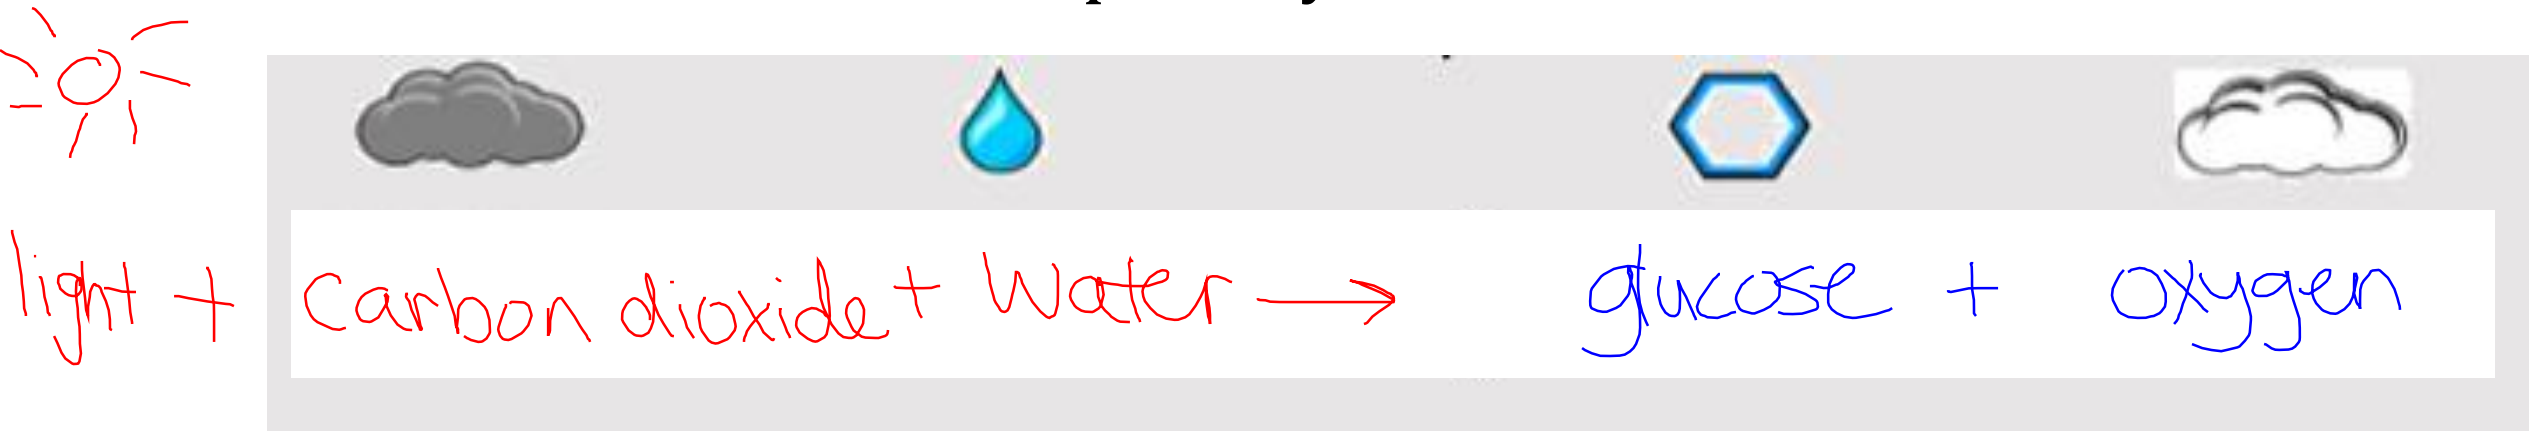 light + carbon dioxide + water → glucose + oxygen